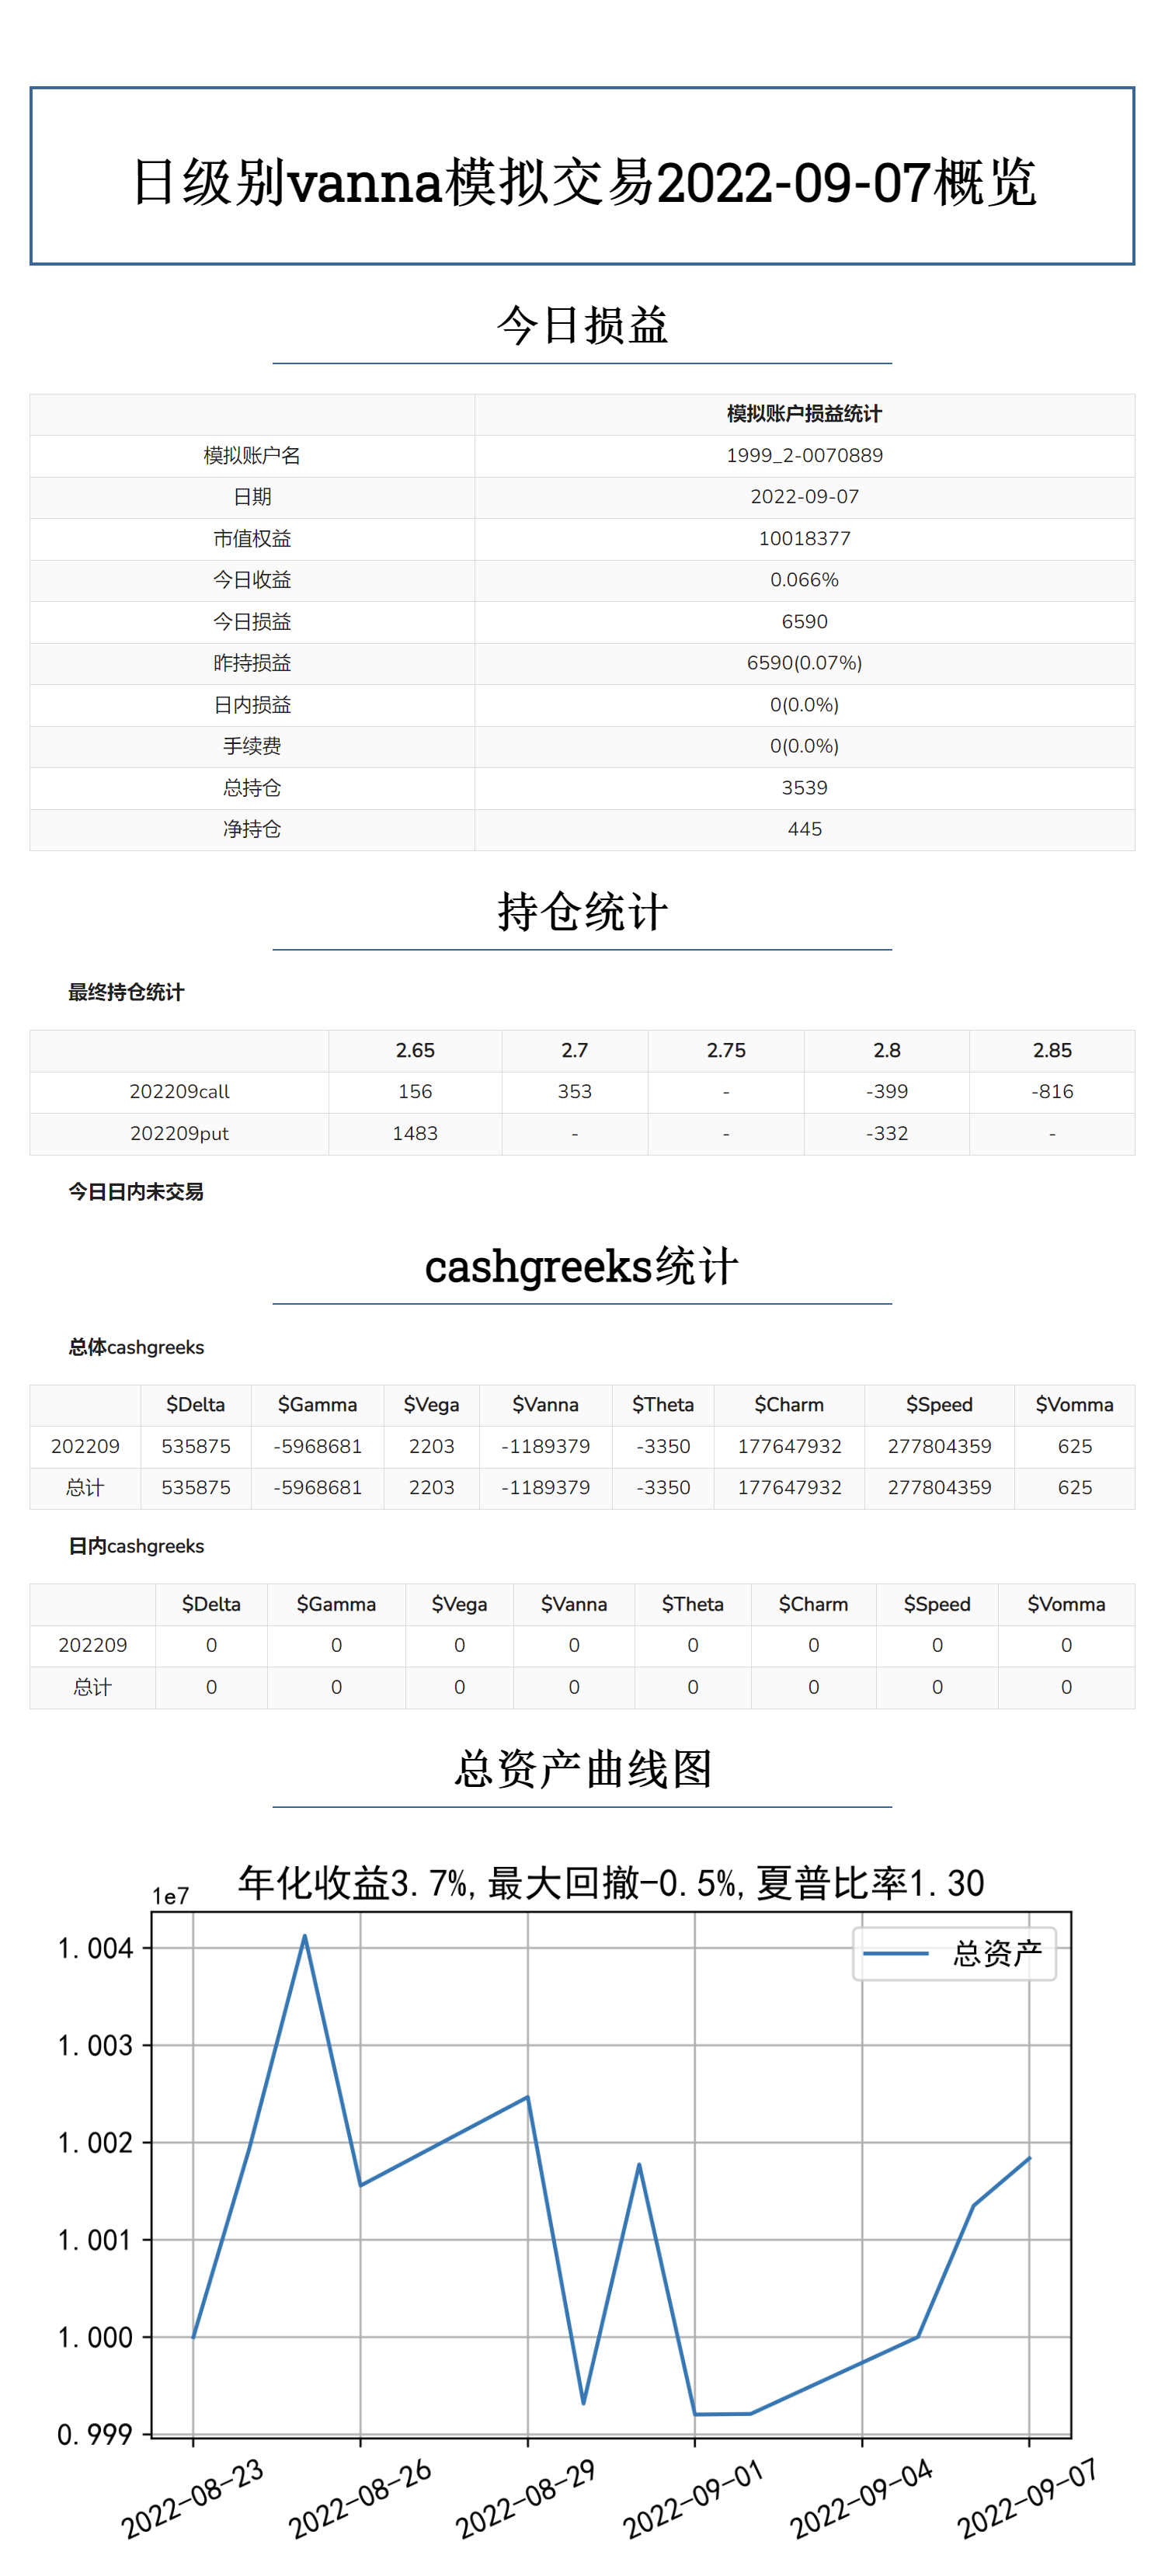 日级别vanna模拟交易2022-09-07概览
今日损益
模拟账户损益统计
模拟账户名 1999_2-0070889
日期 2022-09-07
市值权益 10018377
今日收益 0.066%
今日损益 6590
昨持损益 6590(0.07%)
日内损益 0(0.0%)
手续费 0(0.0%)
总持仓 3539
净持仓 445
持仓统计
最终持仓统计
2.65 2.7 2.75 2.8 2.85
202209call 156 353 - -399 -816
202209put 1483 - - -332 -
今日日内未交易
cashgreeks统计
总体cashgreeks
$Delta $Gamma $Vega $Vanna $Theta $Charm $Speed $Vomma
202209 535875 -5968681 2203 -1189379 -3350 177647932 277804359 625
总计 535875 -5968681 2203 -1189379 -3350 177647932 277804359 625
日内cashgreeks
$Delta $Gamma $Vega $Vanna $Theta $Charm $Speed $Vomma
202209 0 0 0 0 0 0 0 0
总计 0 0 0 0 0 0 0 0
总资产曲线图
年化收益3.7%,最大回撤-0.5%,夏普比率1.30
1e7
总资产
1.004
1.003
1.002
1.001
1.000
0.999
2022-08-23 2022-08-26 2022-08-29 2022-09-01 2022-09-04 2022-09-07